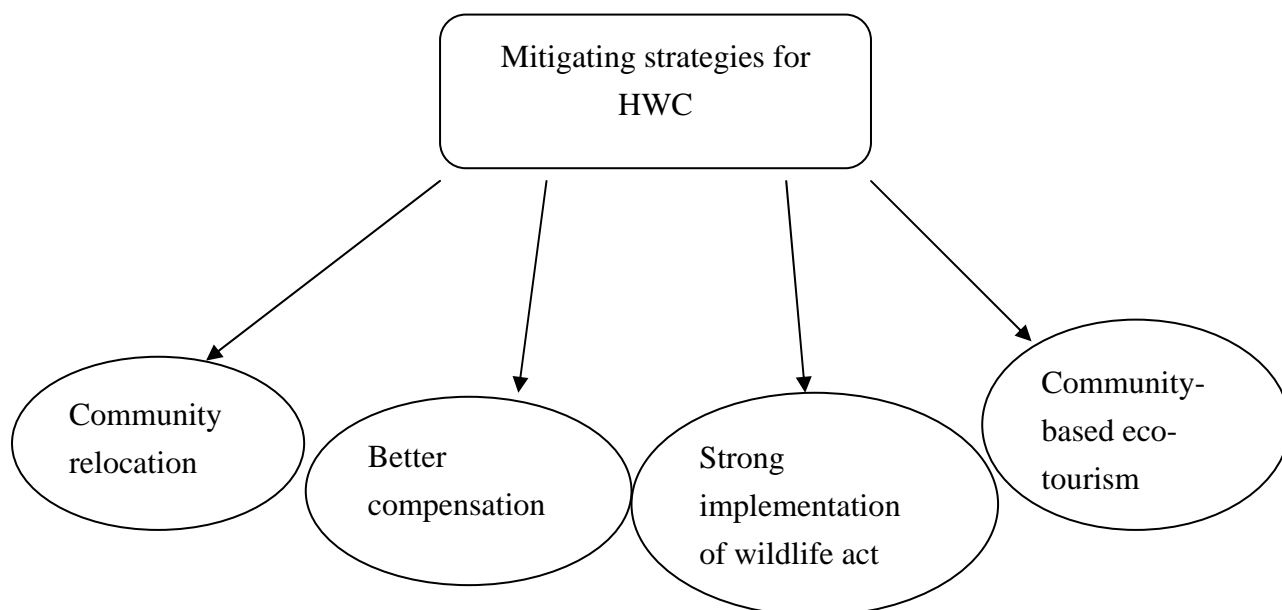 Mitigating strategies for
HWC
Community
relocation
Better
compensation
Strong
implementation
of wildlife act
Community-
based eco-
tourism